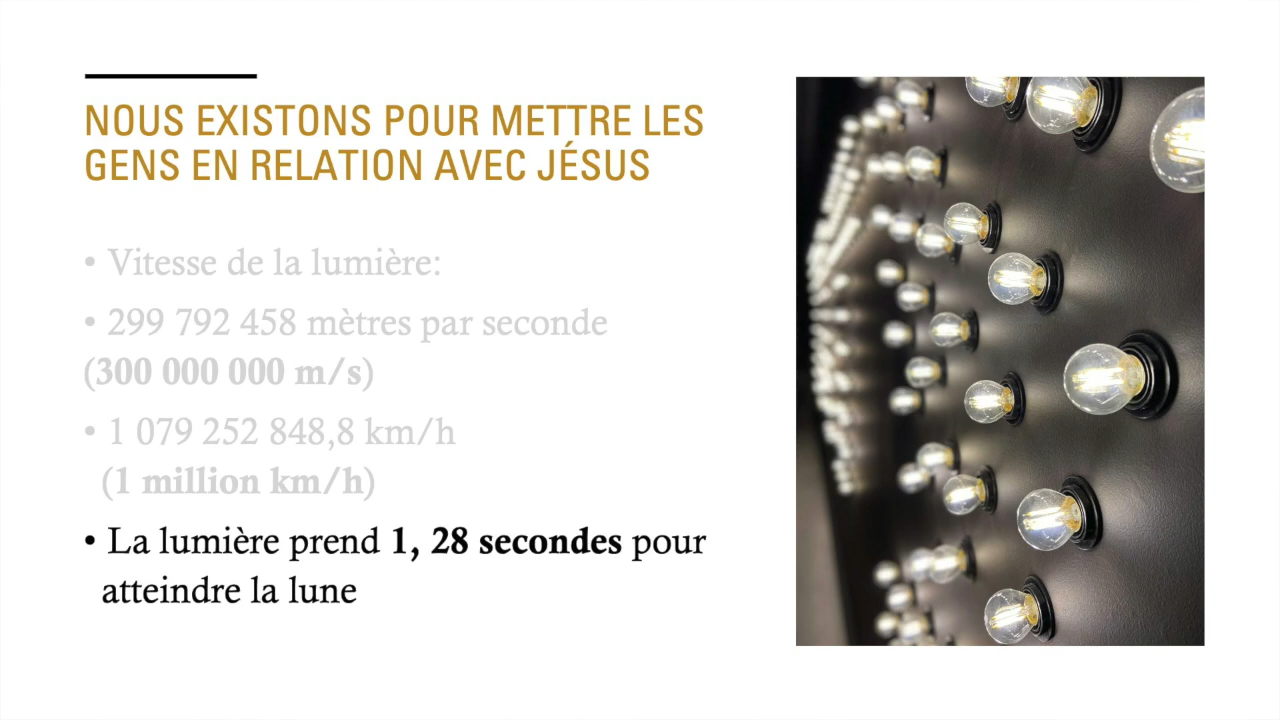 NOUS EXISTONS POUR METTRE LES
GENS EN RELATION AVEC JÉSUS
• Vitesse de la lumière:
• 299 792 458 mètres par seconde
(300 000 000 m/s)
• 1 079 252 848,8 km/h
(1 million km/h)
• La lumière prend 1, 28 secondes pour
atteindre la lune